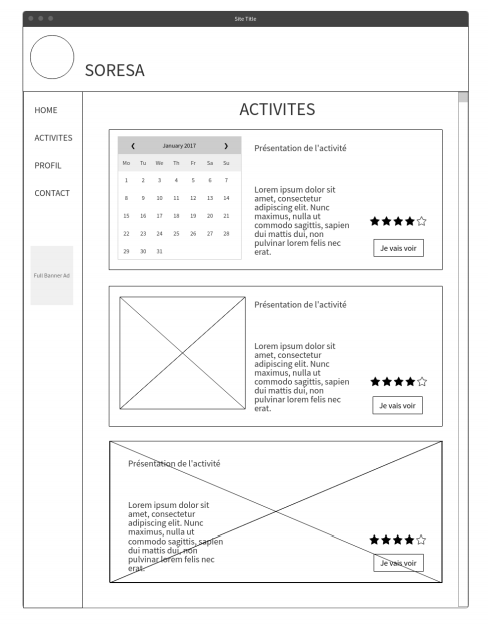 Site Title
SORESA
HOME
ACTIVITES
PROFIL
CONTACT
Full Banner Ad
ACTIVITES
❮ January 2017 ❯
Mo Tu We Th Fr Sa Su
1 2 3 4 5 6 7
8 9 10 11 12 13 14
15 16 17 18 19 20 21
22 23 24 25 26 27 28
29 30 31
Présentation de l'activité
Lorem ipsum dolor sit
amet, consectetur
adipiscing elit. Nunc
maximus, nulla ut
commodo sagittis, sapien
dui mattis dui, non
pulvinar lorem felis nec
erat.
Je vais voir
Présentation de l'activité
Lorem ipsum dolor sit
amet, consectetur
adipiscing elit. Nunc
maximus, nulla ut
commodo sagittis, sapien
dui mattis dui, non
pulvinar lorem felis nec
erat.
Je vais voir
Présentation de l'activité
Lorem ipsum dolor sit
amet, consectetur
adipiscing elit. Nunc
maximus, nulla ut
commodo sagittis, sapien
dui mattis dui, non
pulvinar lorem felis nec
erat.
Je vais voir